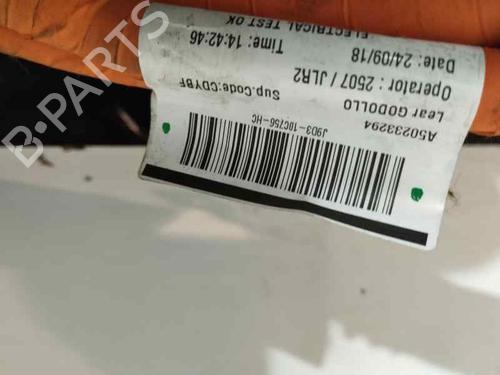 J9D3-10C756-HC
A50233294
Lear GODOLLO
Sup.Code:CDYBF
Operator : 2507 / JLR2
Time: 14:42:46
Date: 24/09/18
ELECTRICAL TEST OK
B-PARTS